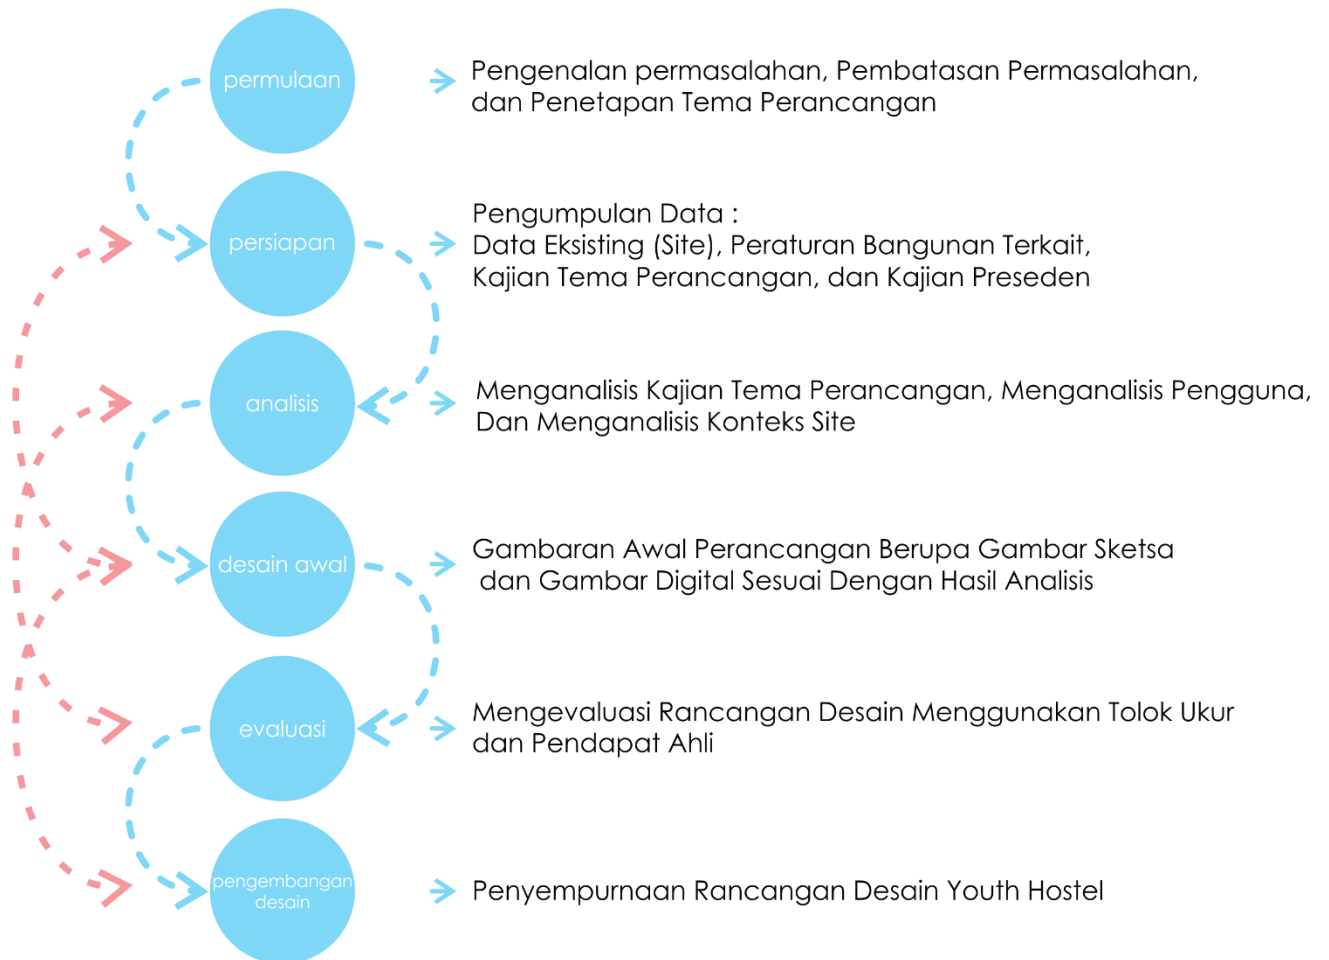 permulaan
Pengenalan permasalahan, Pembatasan Permasalahan,
dan Penetapan Tema Perancangan
persiapan
Pengumpulan Data :
Data Eksisting (Site), Peraturan Bangunan Terkait,
Kajian Tema Perancangan, dan Kajian Preseden
analisis
Menganalisis Kajian Tema Perancangan, Menganalisis Pengguna,
Dan Menganalisis Konteks Site
desain awal
Gambaran Awal Perancangan Berupa Gambar Sketsa
dan Gambar Digital Sesuai Dengan Hasil Analisis
evaluasi
Mengevaluasi Rancangan Desain Menggunakan Tolok Ukur
dan Pendapat Ahli
pengembangan
desain
Penyempurnaan Rancangan Desain Youth Hostel